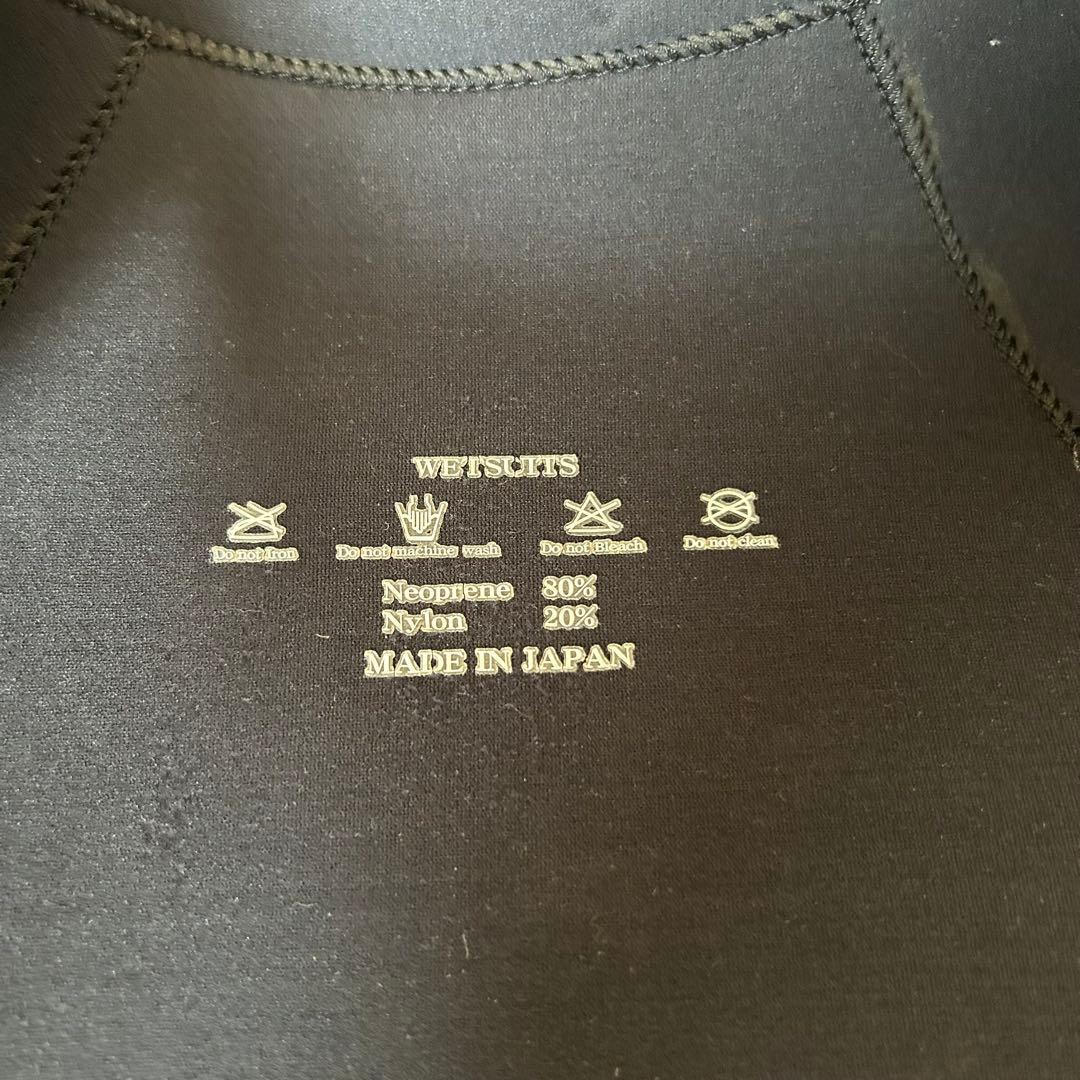 WETSUITS
Do not Iron Do not machine wash Do not Bleach Do not clean
Neoprene 80%
Nylon 20%
MADE IN JAPAN